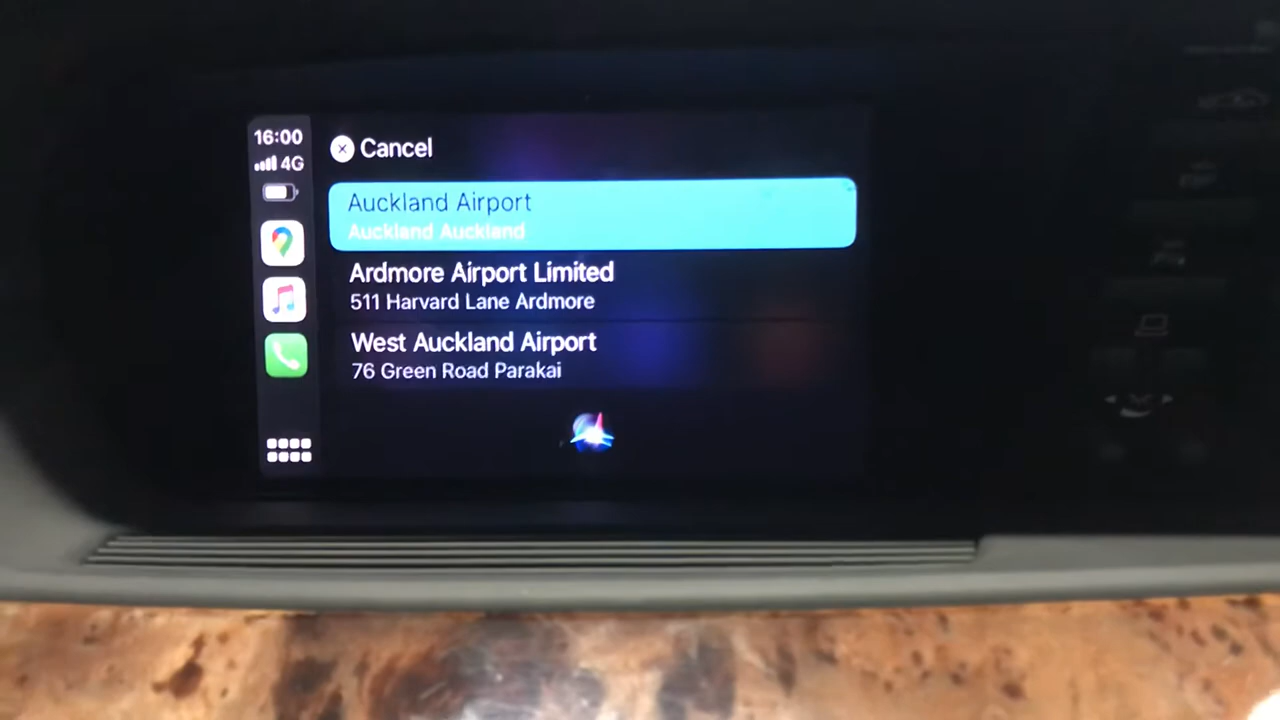 16:00
4G
Cancel
Auckland Airport
Auckland Auckland
Ardmore Airport Limited
511 Harvard Lane Ardmore
West Auckland Airport
76 Green Road Parakai